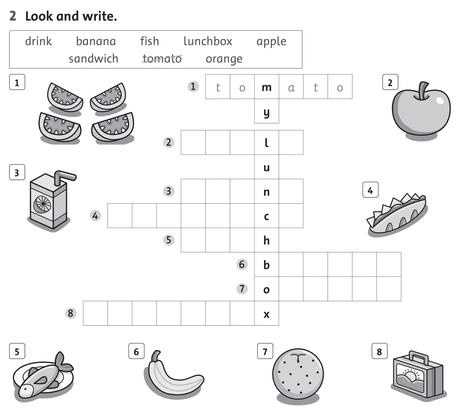 2 Look and write.
drink banana fish lunchbox apple
sandwich tomato orange
1
1 t o m a t o
2
y
2 l
3
u
3 n
4
4 c
5 h
6 b
7 o
8 x
5
6
7
8